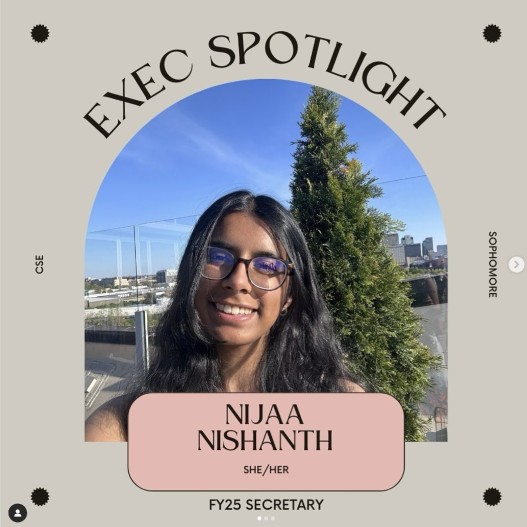 EXEC SPOTLIGHT
CSE
SOPHOMORE
NIJAA
NISHANTH
SHE/HER
FY25 SECRETARY